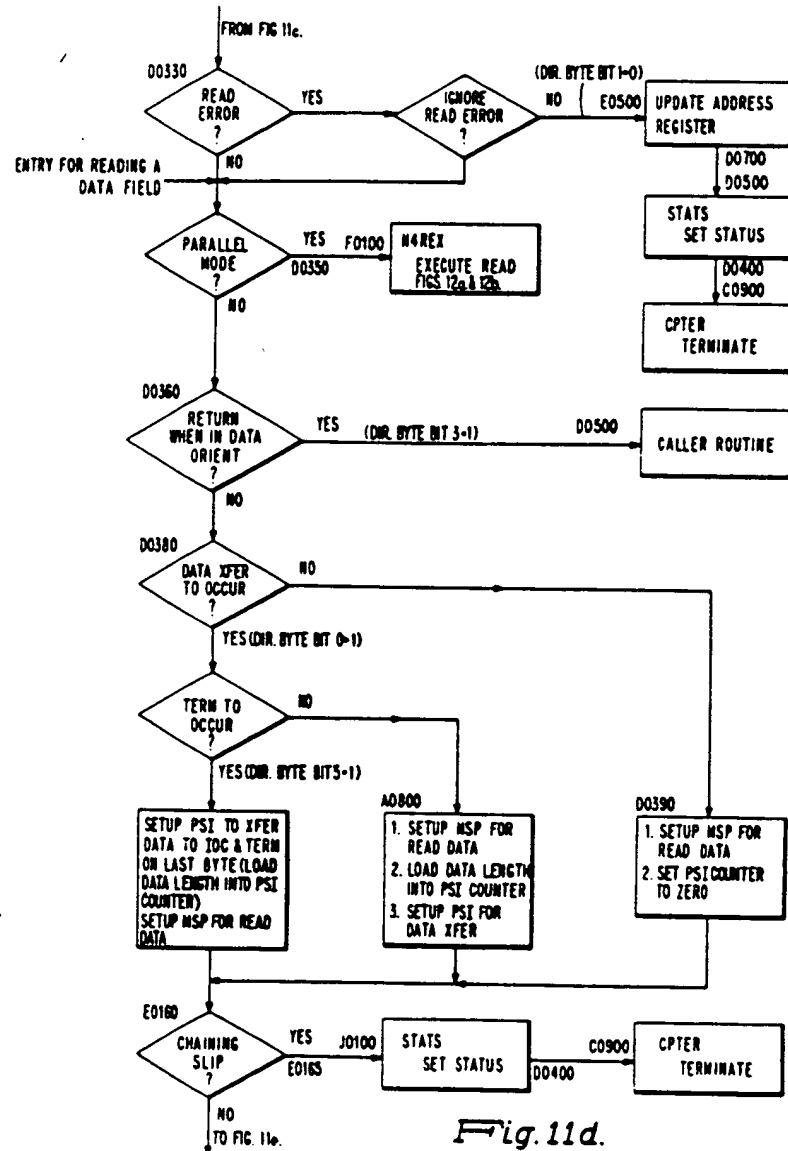 FROM FIG 11c.
D0330
READ
ERROR
?
YES
IGNORE
READ ERROR
?
(DIR. BYTE BIT 1=0)
NO
E0500
UPDATE ADDRESS
REGISTER
NO
ENTRY FOR READING A
DATA FIELD
D0700
D0500
STATS
SET STATUS
PARALLEL
MODE
?
YES
D0350
F0100
N4REX
EXECUTE READ
FIGS 12a & 12b
NO
D0400
C0900
CPTER
TERMINATE
D0360
RETURN
WHEN IN DATA
ORIENT
?
YES
(DIR. BYTE BIT 3=1)
D0500
CALLER ROUTINE
NO
D0380
DATA XFER
TO OCCUR
?
NO
YES (DIR. BYTE BIT 0=1)
TERM TO
OCCUR
?
NO
YES (DIR. BYTE BIT 5=1)
SETUP PSI TO XFER
DATA TO IOC & TERM
ON LAST BYTE (LOAD
DATA LENGTH INTO PSI
COUNTER)
SETUP MSP FOR READ
DATA
A0800
1. SETUP MSP FOR
READ DATA
2. LOAD DATA LENGTH
INTO PSI COUNTER
3. SETUP PSI FOR
DATA XFER
D0390
1. SETUP MSP FOR
READ DATA
2. SET PSI COUNTER
TO ZERO
E0160
CHAINING
SLIP
?
YES
E0165
J0100
STATS
SET STATUS
D0400
C0900
CPTER
TERMINATE
NO
TO FIG. 11e.
Fig. 11d.